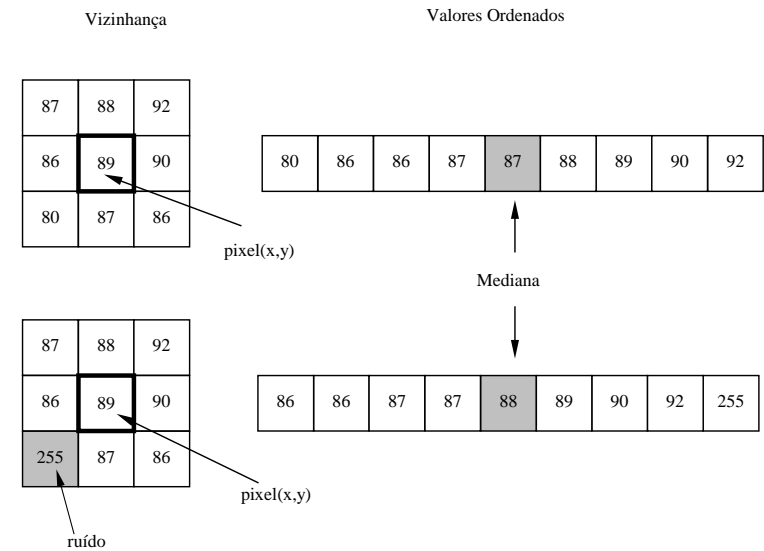 Vizinhança
Valores Ordenados
87 88 92
86 89 90
80 87 86
80 86 86 87 87 88 89 90 92
pixel(x,y)
Mediana
87 88 92
86 89 90
255 87 86
86 86 87 87 88 89 90 92 255
pixel(x,y)
ruído